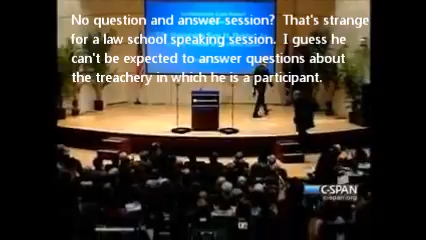 No question and answer session?  That's strange
for a law school speaking session.  I guess he
can't be expected to answer questions about
the treachery in which he is a participant.
C-SPAN
c-span.org